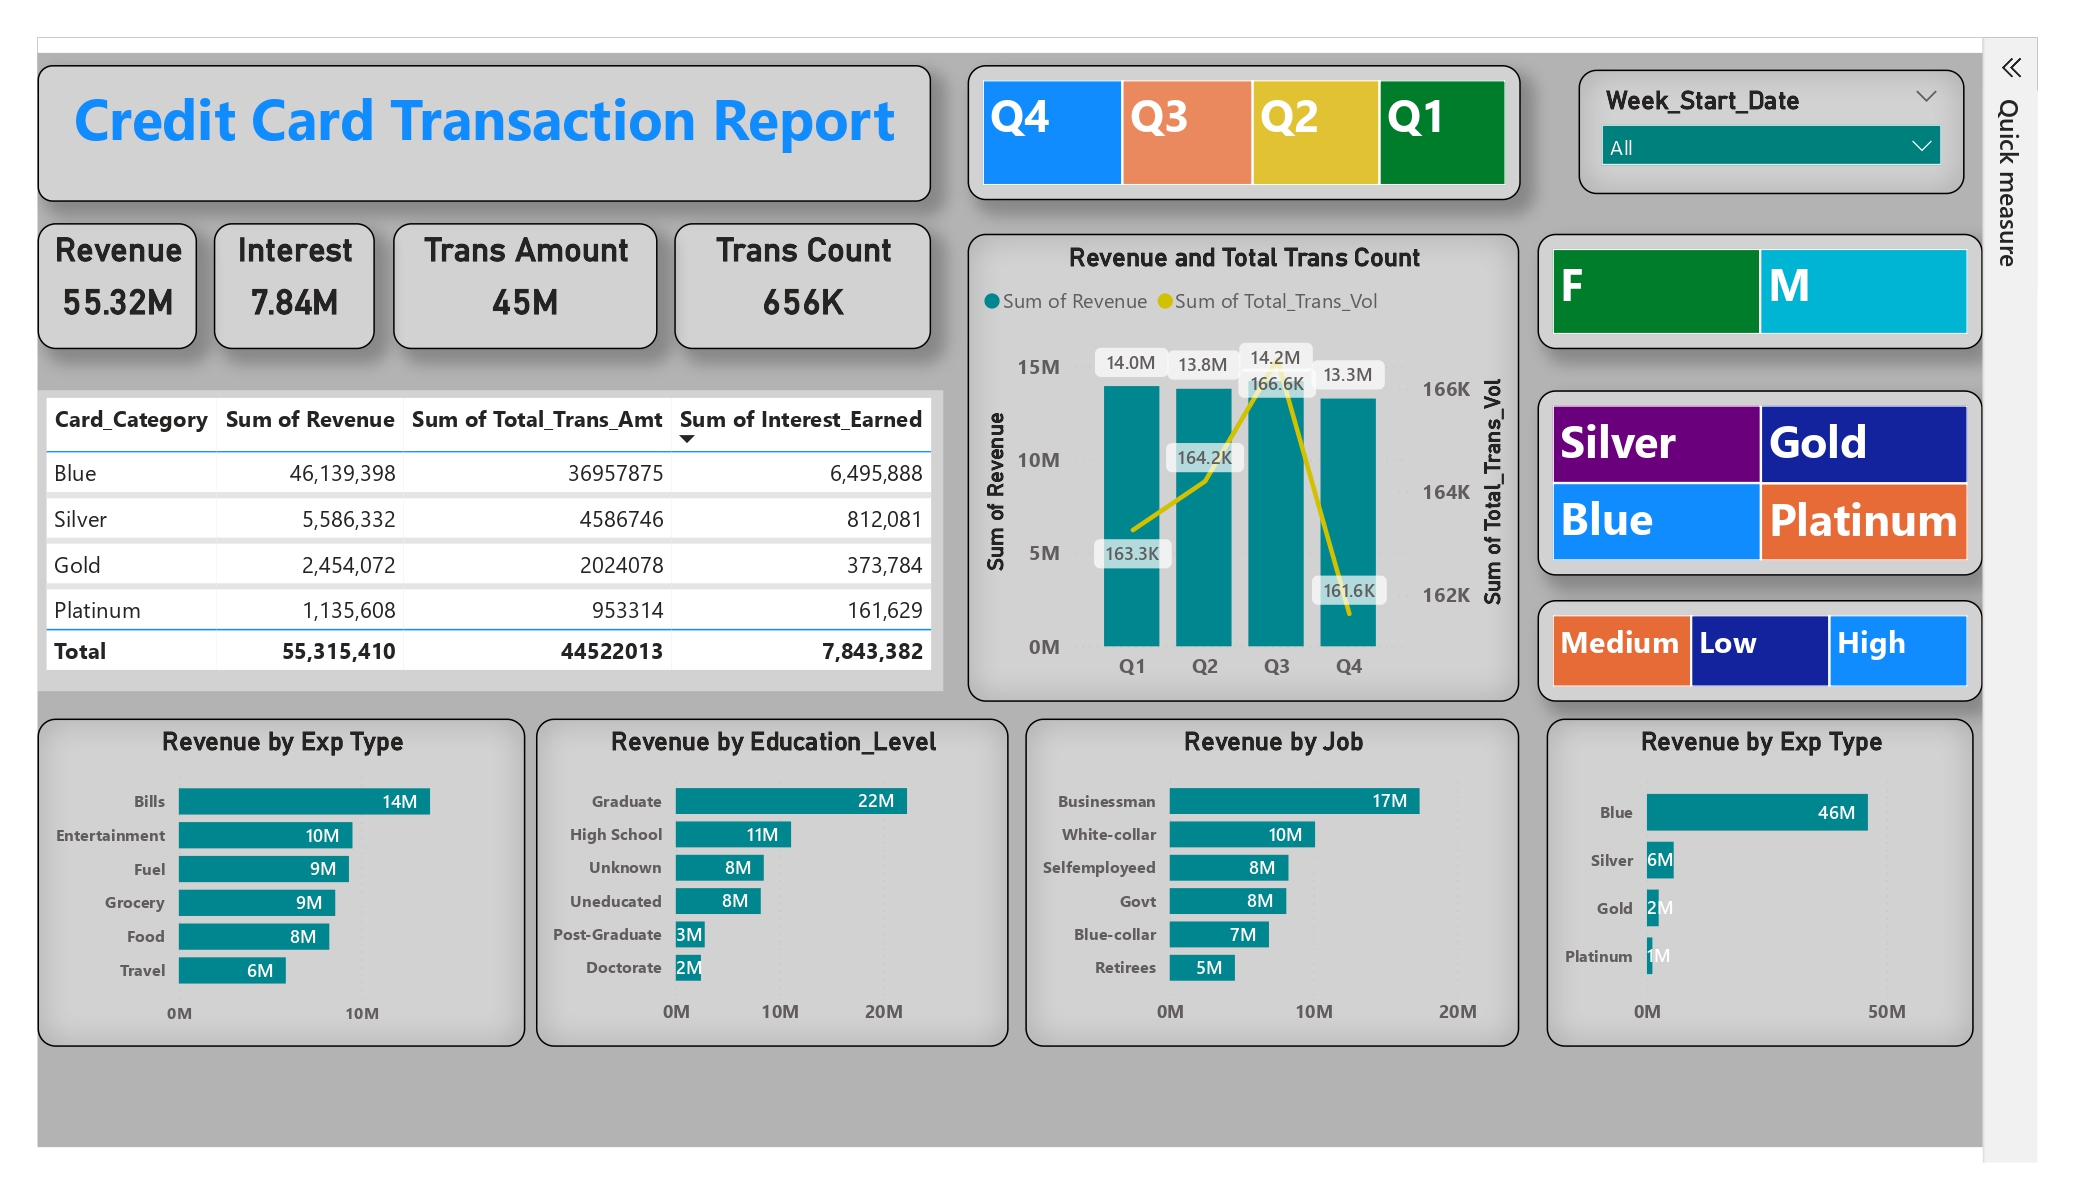 Credit Card Transaction Report
Q4 Q3 Q2 Q1
Week_Start_Date
All
Quick measure
Revenue
55.32M
Interest
7.84M
Trans Amount
45M
Trans Count
656K
F M
Card_Category Sum of Revenue Sum of Total_Trans_Amt Sum of Interest_Earned
Blue 46,139,398 36957875 6,495,888
Silver 5,586,332 4586746 812,081
Gold 2,454,072 2024078 373,784
Platinum 1,135,608 953314 161,629
Total 55,315,410 44522013 7,843,382
Revenue and Total Trans Count
Sum of Revenue Sum of Total_Trans_Vol
Sum of Revenue
15M
10M
5M
0M
14.0M 13.8M 14.2M 13.3M
163.3K 164.2K 166.6K 161.6K
Q1 Q2 Q3 Q4
166K
164K
162K
Sum of Total_Trans_Vol
Silver Gold
Blue Platinum
Medium Low High
Revenue by Exp Type
Bills 14M
Entertainment 10M
Fuel 9M
Grocery 9M
Food 8M
Travel 6M
0M 10M
Revenue by Education_Level
Graduate 22M
High School 11M
Unknown 8M
Uneducated 8M
Post-Graduate 3M
Doctorate 2M
0M 10M 20M
Revenue by Job
Businessman 17M
White-collar 10M
Selfemployeed 8M
Govt 8M
Blue-collar 7M
Retirees 5M
0M 10M 20M
Revenue by Exp Type
Blue 46M
Silver 6M
Gold 2M
Platinum 1M
0M 50M